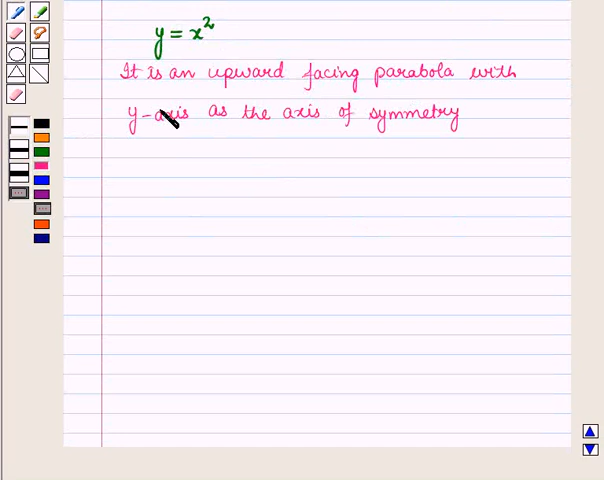 y = x²
It is an upward facing parabola with
y-axis as the axis of symmetry